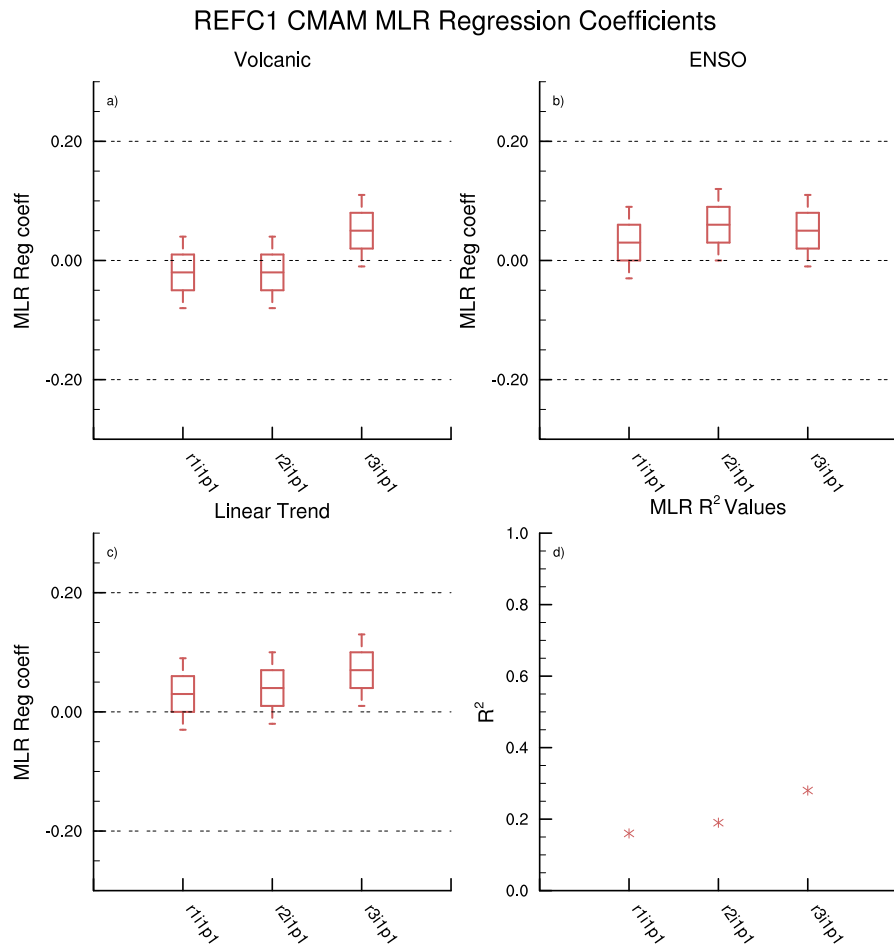 REFC1 CMAM MLR Regression Coefficients
Volcanic
a)
MLR Reg coeff
0.20
0.00
-0.20
r1i1p1
r2i1p1
r3i1p1
ENSO
b)
MLR Reg coeff
0.20
0.00
-0.20
r1i1p1
r2i1p1
r3i1p1
Linear Trend
c)
MLR Reg coeff
0.20
0.00
-0.20
r1i1p1
r2i1p1
r3i1p1
MLR R² Values
d)
R²
1.0
0.8
0.6
0.4
0.2
0.0
r1i1p1
r2i1p1
r3i1p1